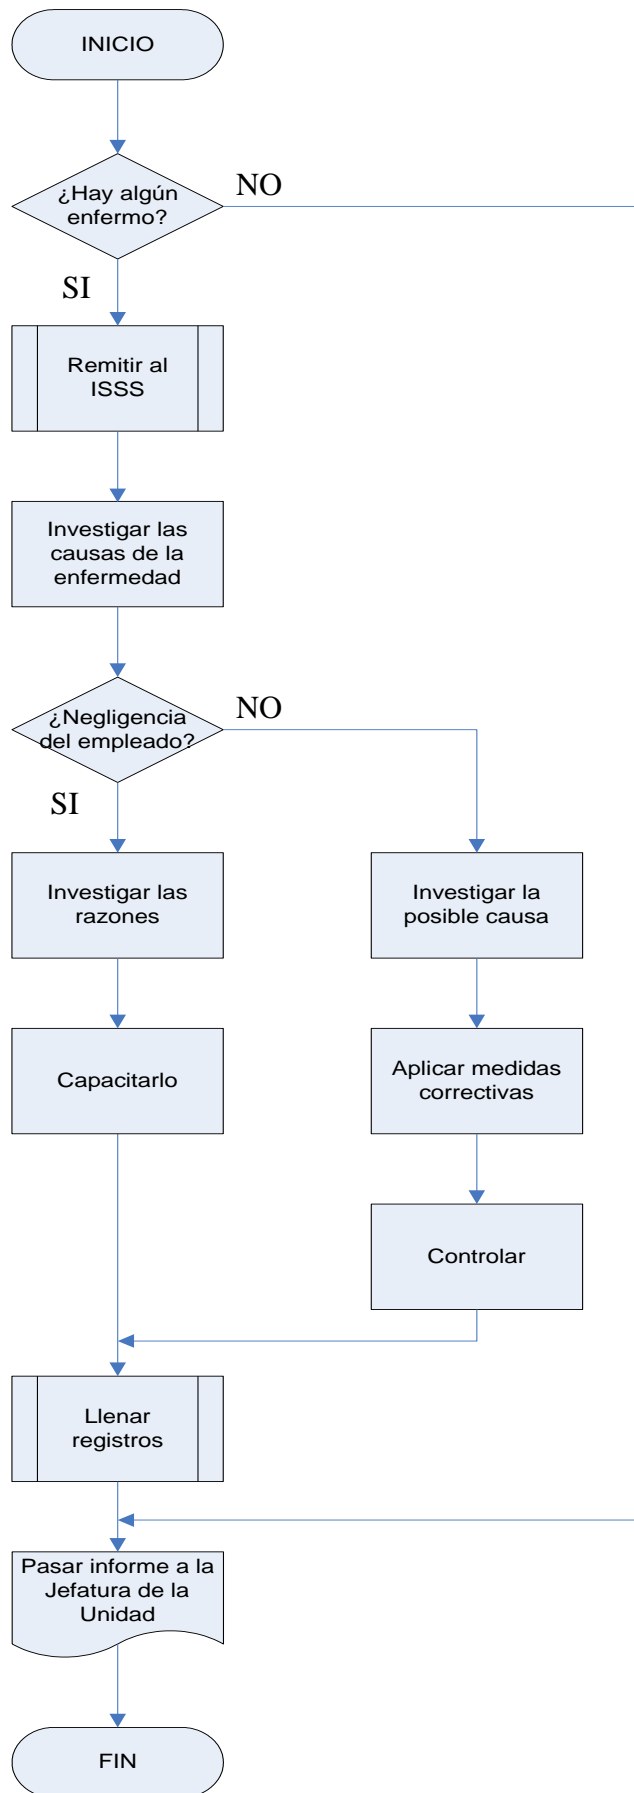 INICIO
¿Hay algún
enfermo?
NO
SI
Remitir al
ISSS
Investigar las
causas de la
enfermedad
¿Negligencia
del empleado?
NO
SI
Investigar las
razones
Investigar la
posible causa
Capacitarlo
Aplicar medidas
correctivas
Controlar
Llenar
registros
Pasar informe a la
Jefatura de la
Unidad
FIN